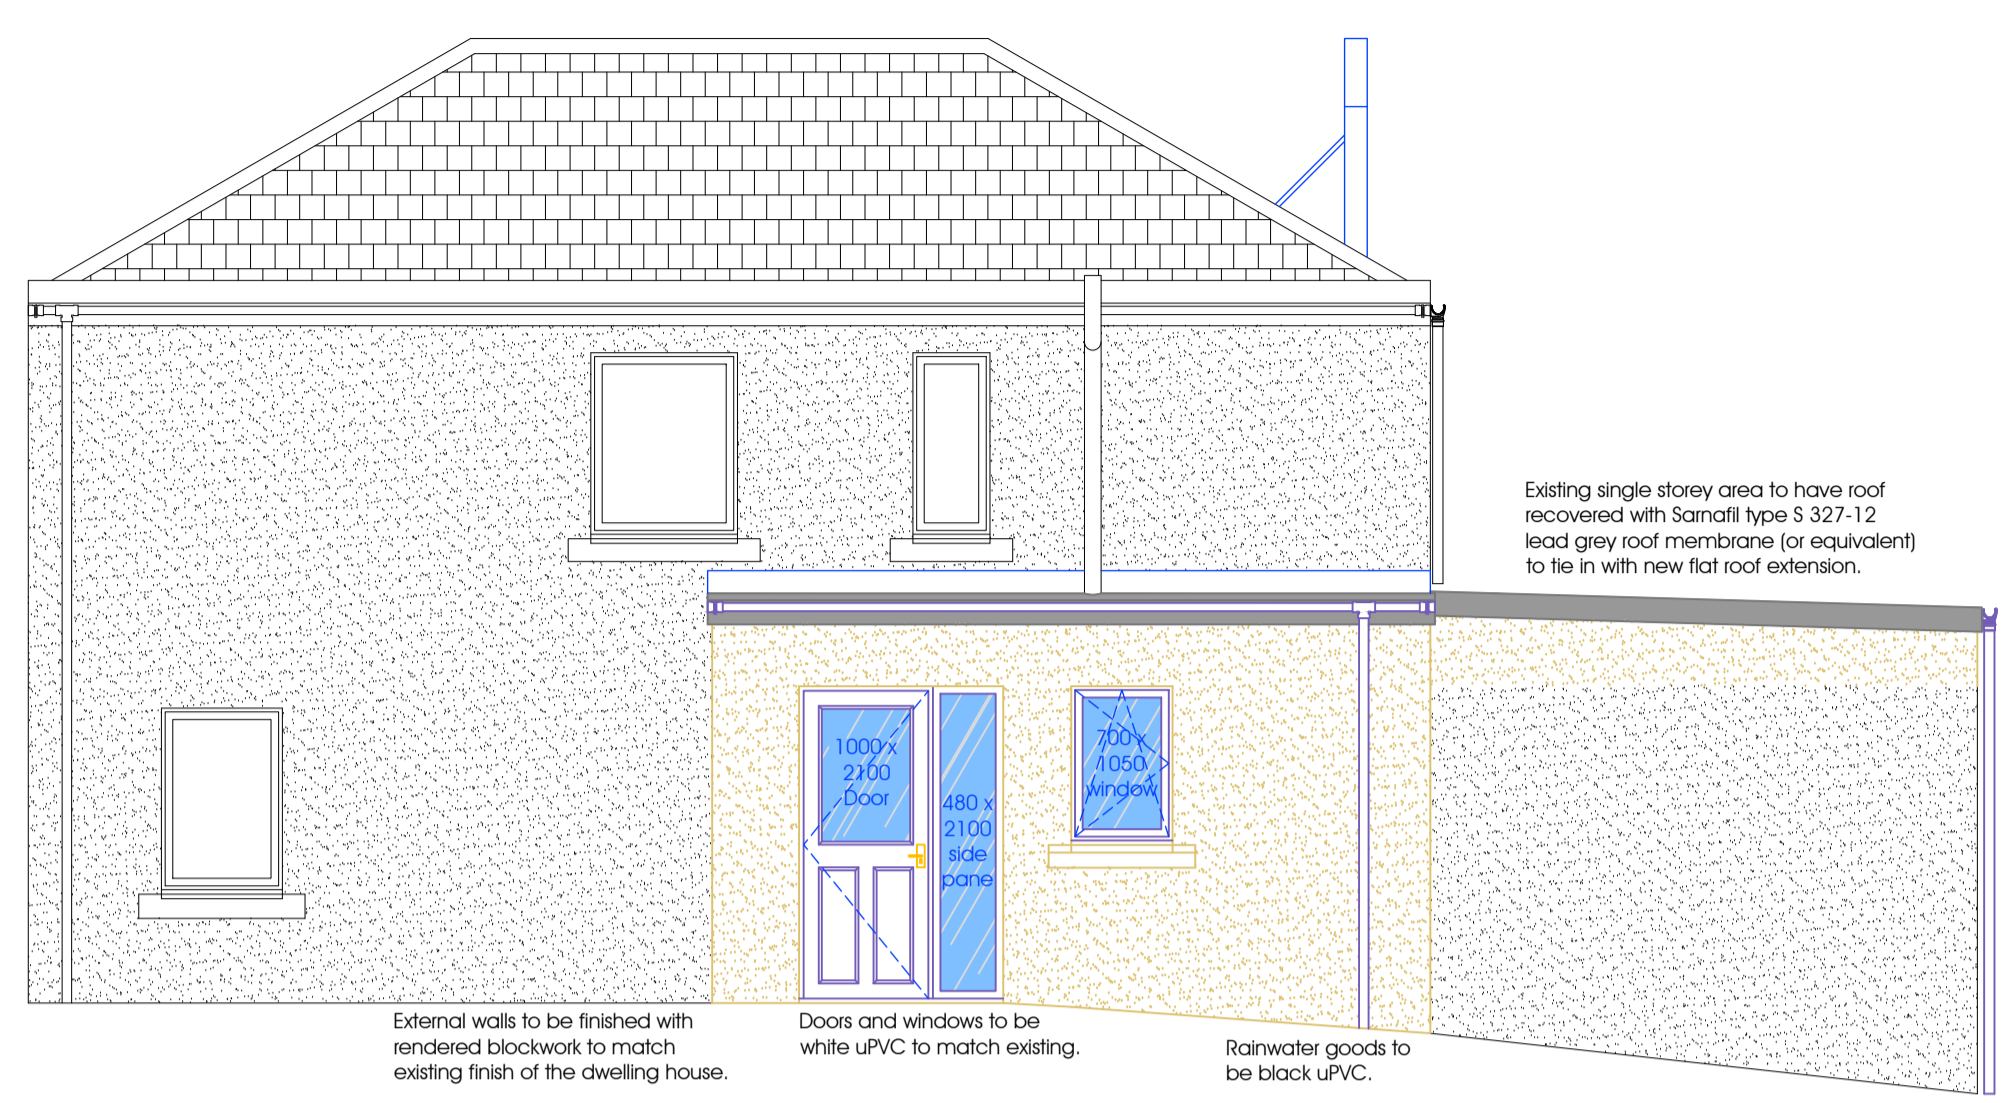 Existing single storey area to have roof
recovered with Sarnafil type S 327-12
lead grey roof membrane (or equivalent)
to tie in with new flat roof extension.
1000 x
2100
Door
480 x
2100
side
pane
700 x
1050
window
External walls to be finished with
rendered blockwork to match
existing finish of the dwelling house.
Doors and windows to be
white uPVC to match existing.
Rainwater goods to
be black uPVC.